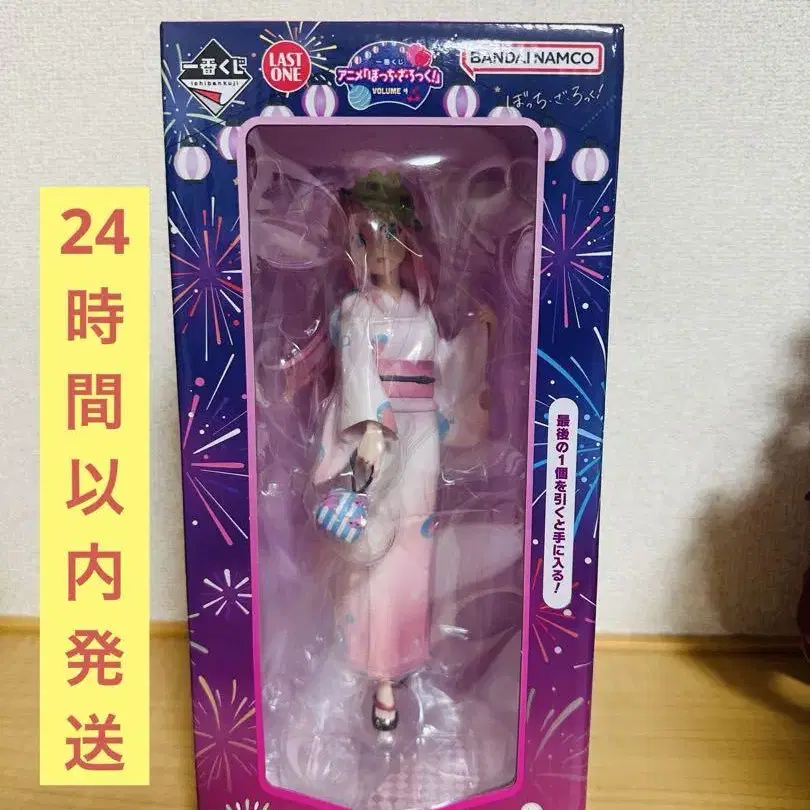 一番くじ
ichibankuji
LAST
ONE
一番くじ
アニメ「ぼっち・ざ・ろっく!」
VOLUME 4
BANDAI NAMCO
ぼっち・ざ・ろっく!
24
時
間
以
内
発
送
最後の1個を引くと手に入る!